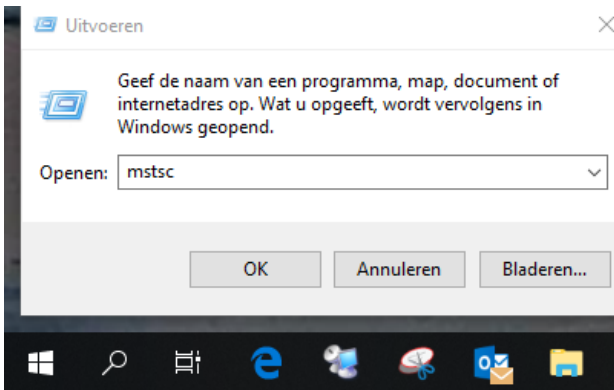 Uitvoeren
Geef de naam van een programma, map, document of
internetadres op. Wat u opgeeft, wordt vervolgens in
Windows geopend.
Openen: mstsc
OK Annuleren Bladeren...